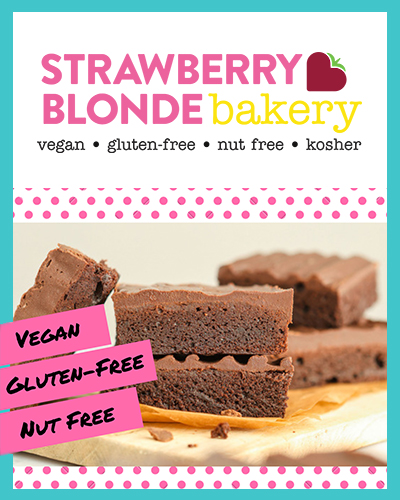 STRAWBERRY
BLONDE bakery
vegan • gluten-free • nut free • kosher
Vegan
Gluten-Free
Nut Free